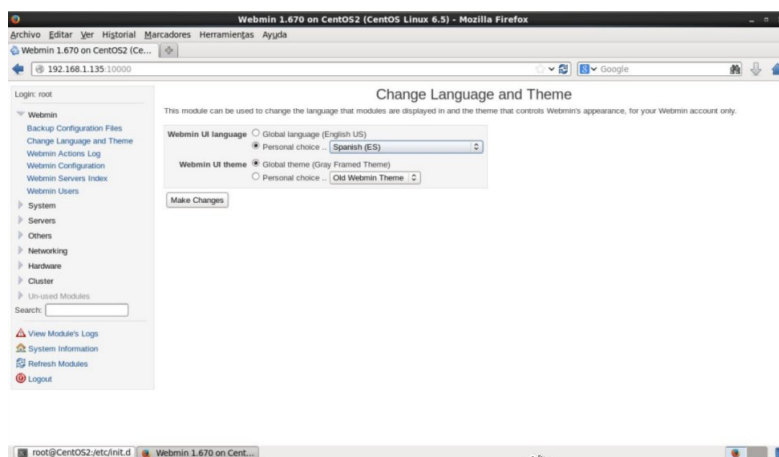 Webmin 1.670 on CentOS2 (CentOS Linux 6.5) - Mozilla Firefox
Archivo Editar Ver Historial Marcadores Herramientas Ayuda
Webmin 1.670 on CentOS2 (Ce...
192.168.1.135:10000
Google
Login: root
Webmin
Backup Configuration Files
Change Language and Theme
Webmin Actions Log
Webmin Configuration
Webmin Servers Index
Webmin Users
System
Servers
Others
Networking
Hardware
Cluster
Un-used Modules
Search:
View Module's Logs
System Information
Refresh Modules
Logout
Change Language and Theme
This module can be used to change the language that modules are displayed in and the theme that controls Webmin's appearance, for your Webmin account only.
Webmin UI language Global language (English US)
Personal choice .. Spanish (ES)
Webmin UI theme Global theme (Gray Framed Theme)
Personal choice .. Old Webmin Theme
Make Changes
root@CentOS2:/etc/init.d Webmin 1.670 on Cent...